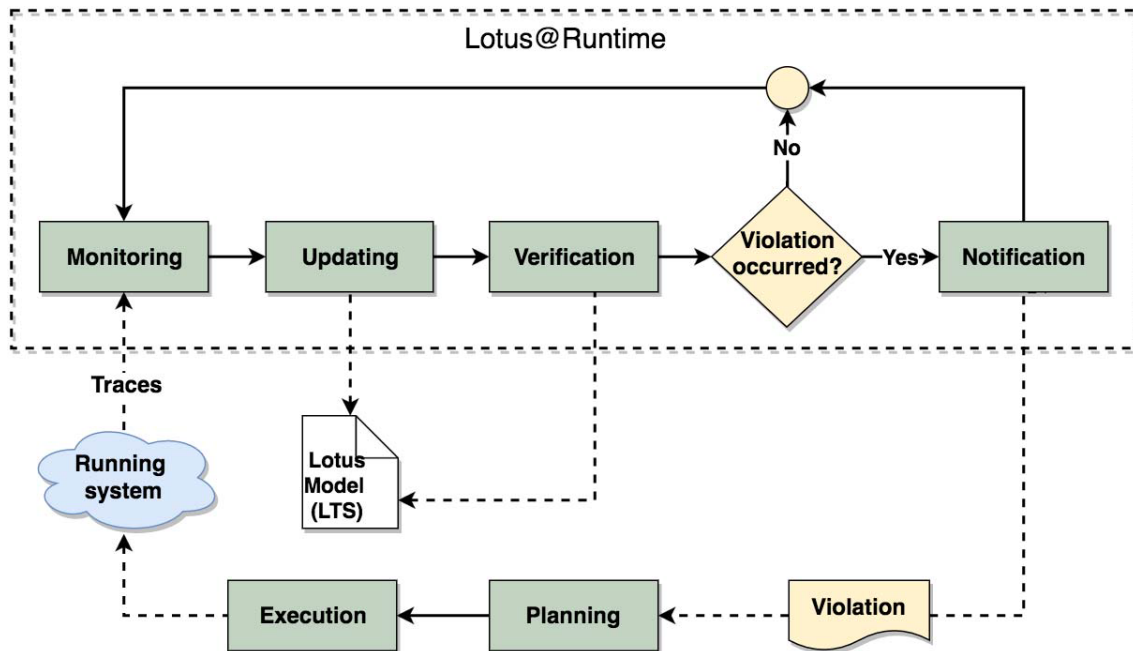 Lotus@Runtime
No
Monitoring
Updating
Verification
Violation
occurred?
Yes
Notification
Traces
Running
system
Lotus
Model
(LTS)
Execution
Planning
Violation